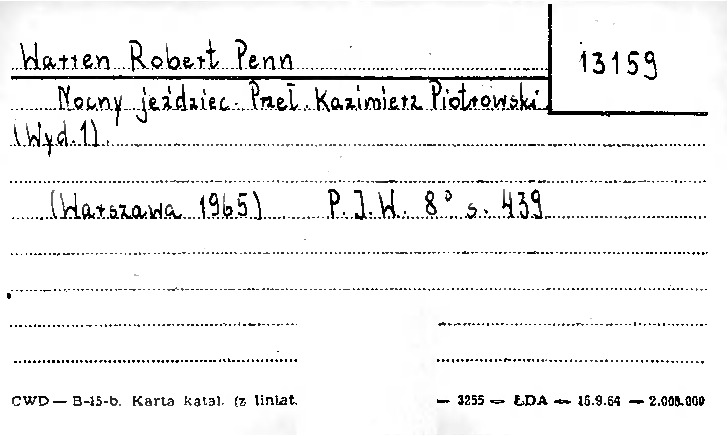 Warren Robert Penn
13159
Nocny jeździec. Przeł. Kazimierz Piotrowski.
(Wyd.1).
(Warszawa 1965) P.I.W. 8° s. 439
CWD — B-15-b. Karta katal. (z liniat. — 3255 — ŁDA — 16.9.64 — 2.000.000